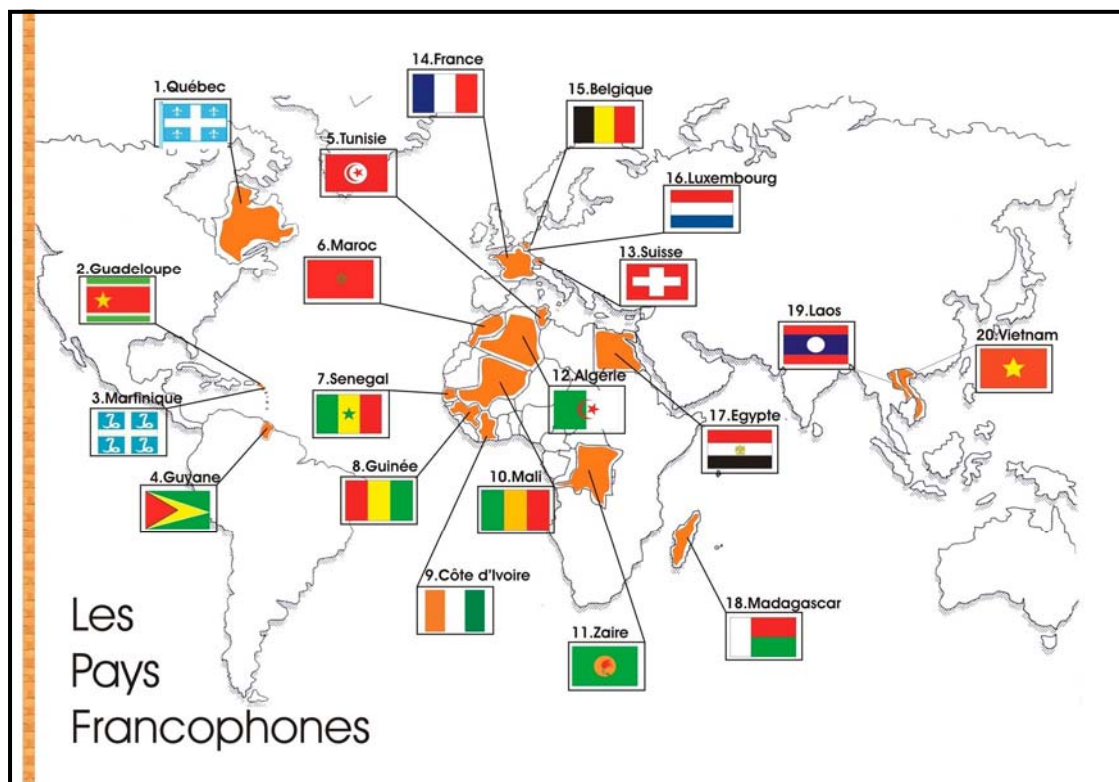 14.France
1.Québec
15.Belgique
5.Tunisie
16.Luxembourg
6.Maroc
13.Suisse
2.Guadeloupe
19.Laos
20.Vietnam
7.Senegal
12.Algérie
3.Martinique
17.Egypte
4.Guyane
8.Guinée
10.Mali
9.Côte d'Ivoire
18.Madagascar
11.Zaire
Les
Pays
Francophones